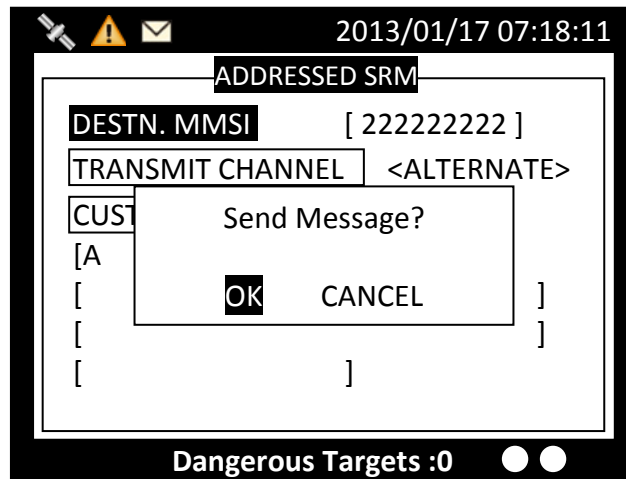 2013/01/17 07:18:11
ADDRESSED SRM
DESTN. MMSI [ 222222222 ]
TRANSMIT CHANNEL <ALTERNATE>
CUST
Send Message?
[A
OK CANCEL
[ ]
[ ]
[ ]
Dangerous Targets :0